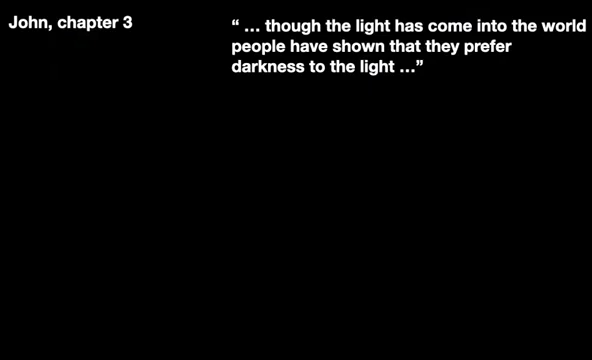 John, chapter 3
“ … though the light has come into the world
people have shown that they prefer
darkness to the light …”